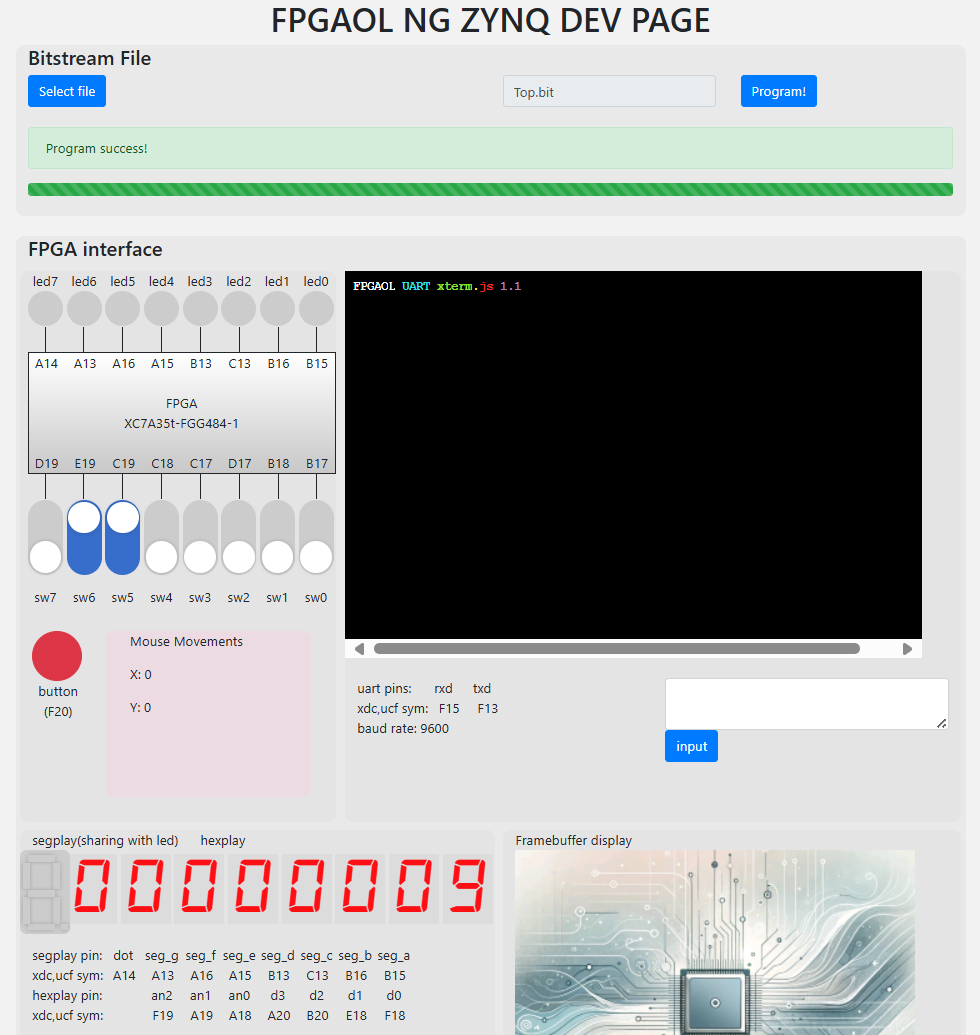 FPGAOL NG ZYNQ DEV PAGE
Bitstream File
Select file Top.bit Program!
Program success!
FPGA interface
led7 led6 led5 led4 led3 led2 led1 led0
A14 A13 A16 A15 B13 C13 B16 B15
FPGA
XC7A35t-FGG484-1
D19 E19 C19 C18 C17 D17 B18 B17
sw7 sw6 sw5 sw4 sw3 sw2 sw1 sw0
button
(F20)
Mouse Movements
X: 0
Y: 0
FPGAOL UART xterm.js 1.1
uart pins: rxd txd
xdc,ucf sym: F15 F13
baud rate: 9600
input
segplay(sharing with led) hexplay
00000009
segplay pin: dot seg_g seg_f seg_e seg_d seg_c seg_b seg_a
xdc,ucf sym: A14 A13 A16 A15 B13 C13 B16 B15
hexplay pin: an2 an1 an0 d3 d2 d1 d0
xdc,ucf sym: F19 A19 A18 A20 B20 E18 F18
Framebuffer display